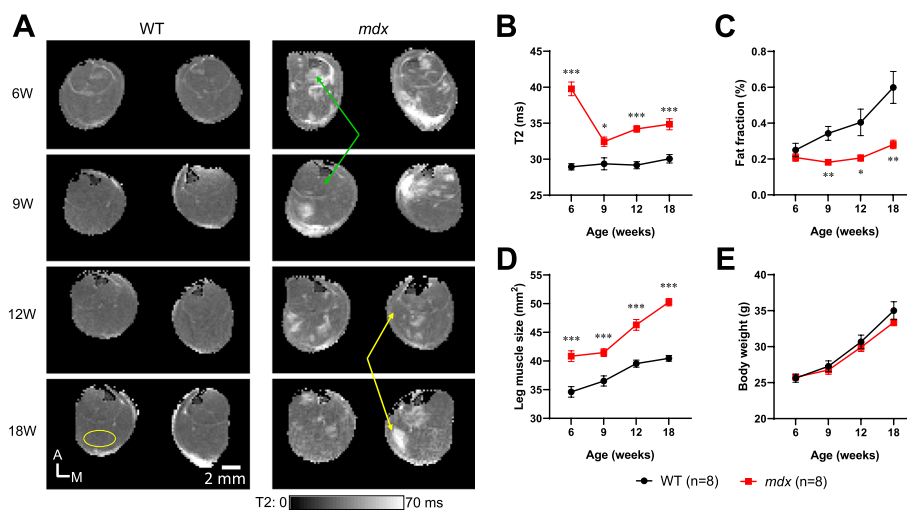 A
WT
mdx
6W
9W
12W
18W
A
M
2 mm
T2: 0
70 ms
B
45
40
35
30
25
T2 (ms)
***
*
***
***
6
9
12
18
Age (weeks)
C
0.8
0.6
0.4
0.2
0.0
Fat fraction (%)
**
*
**
6
9
12
18
Age (weeks)
D
55
50
45
40
35
30
Leg muscle size (mm²)
***
***
***
***
6
9
12
18
Age (weeks)
E
40
35
30
25
20
Body weight (g)
6
9
12
18
Age (weeks)
WT (n=8)
mdx (n=8)